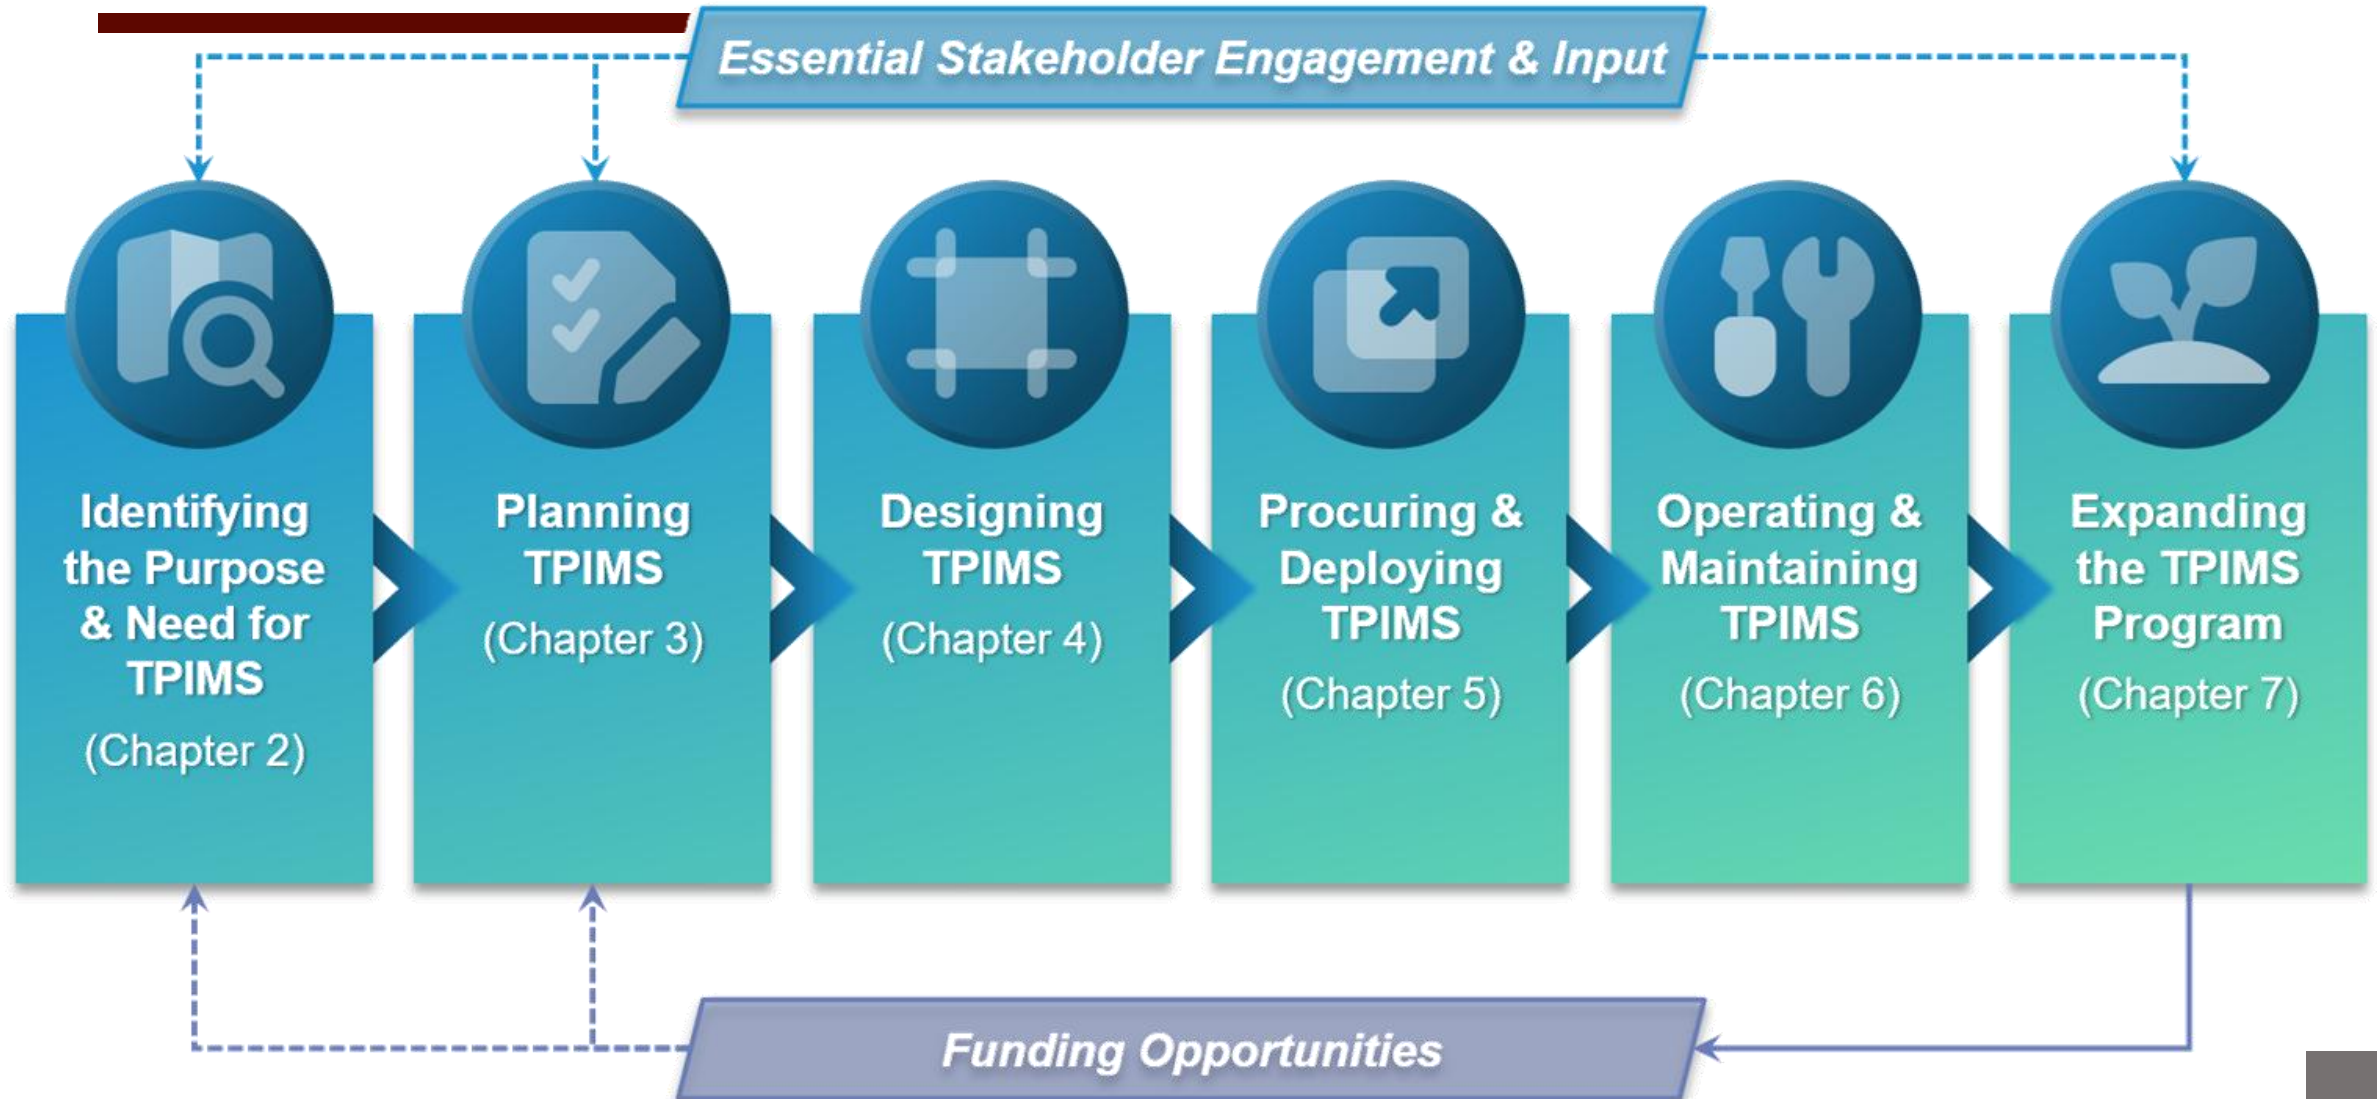 Essential Stakeholder Engagement & Input
Identifying
the Purpose
& Need for
TPIMS
(Chapter 2)
Planning
TPIMS
(Chapter 3)
Designing
TPIMS
(Chapter 4)
Procuring &
Deploying
TPIMS
(Chapter 5)
Operating &
Maintaining
TPIMS
(Chapter 6)
Expanding
the TPIMS
Program
(Chapter 7)
Funding Opportunities